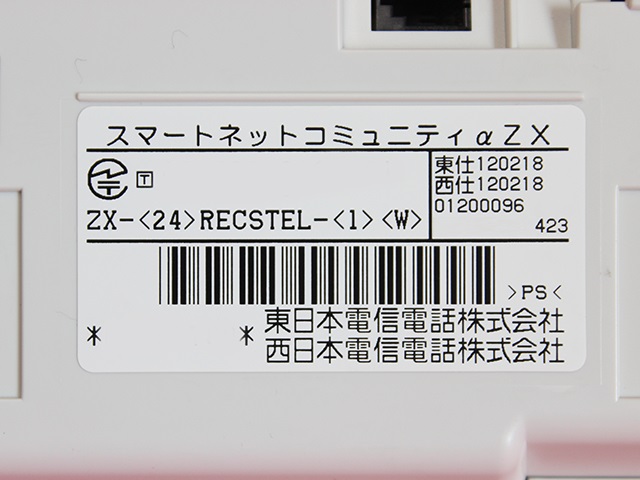 スマートネットコミュニティαZX
T
ZX-<24>RECSTEL-<1><W>
東仕120218
西仕120218
01200096
423
>PS<
* *
東日本電信電話株式会社
西日本電信電話株式会社